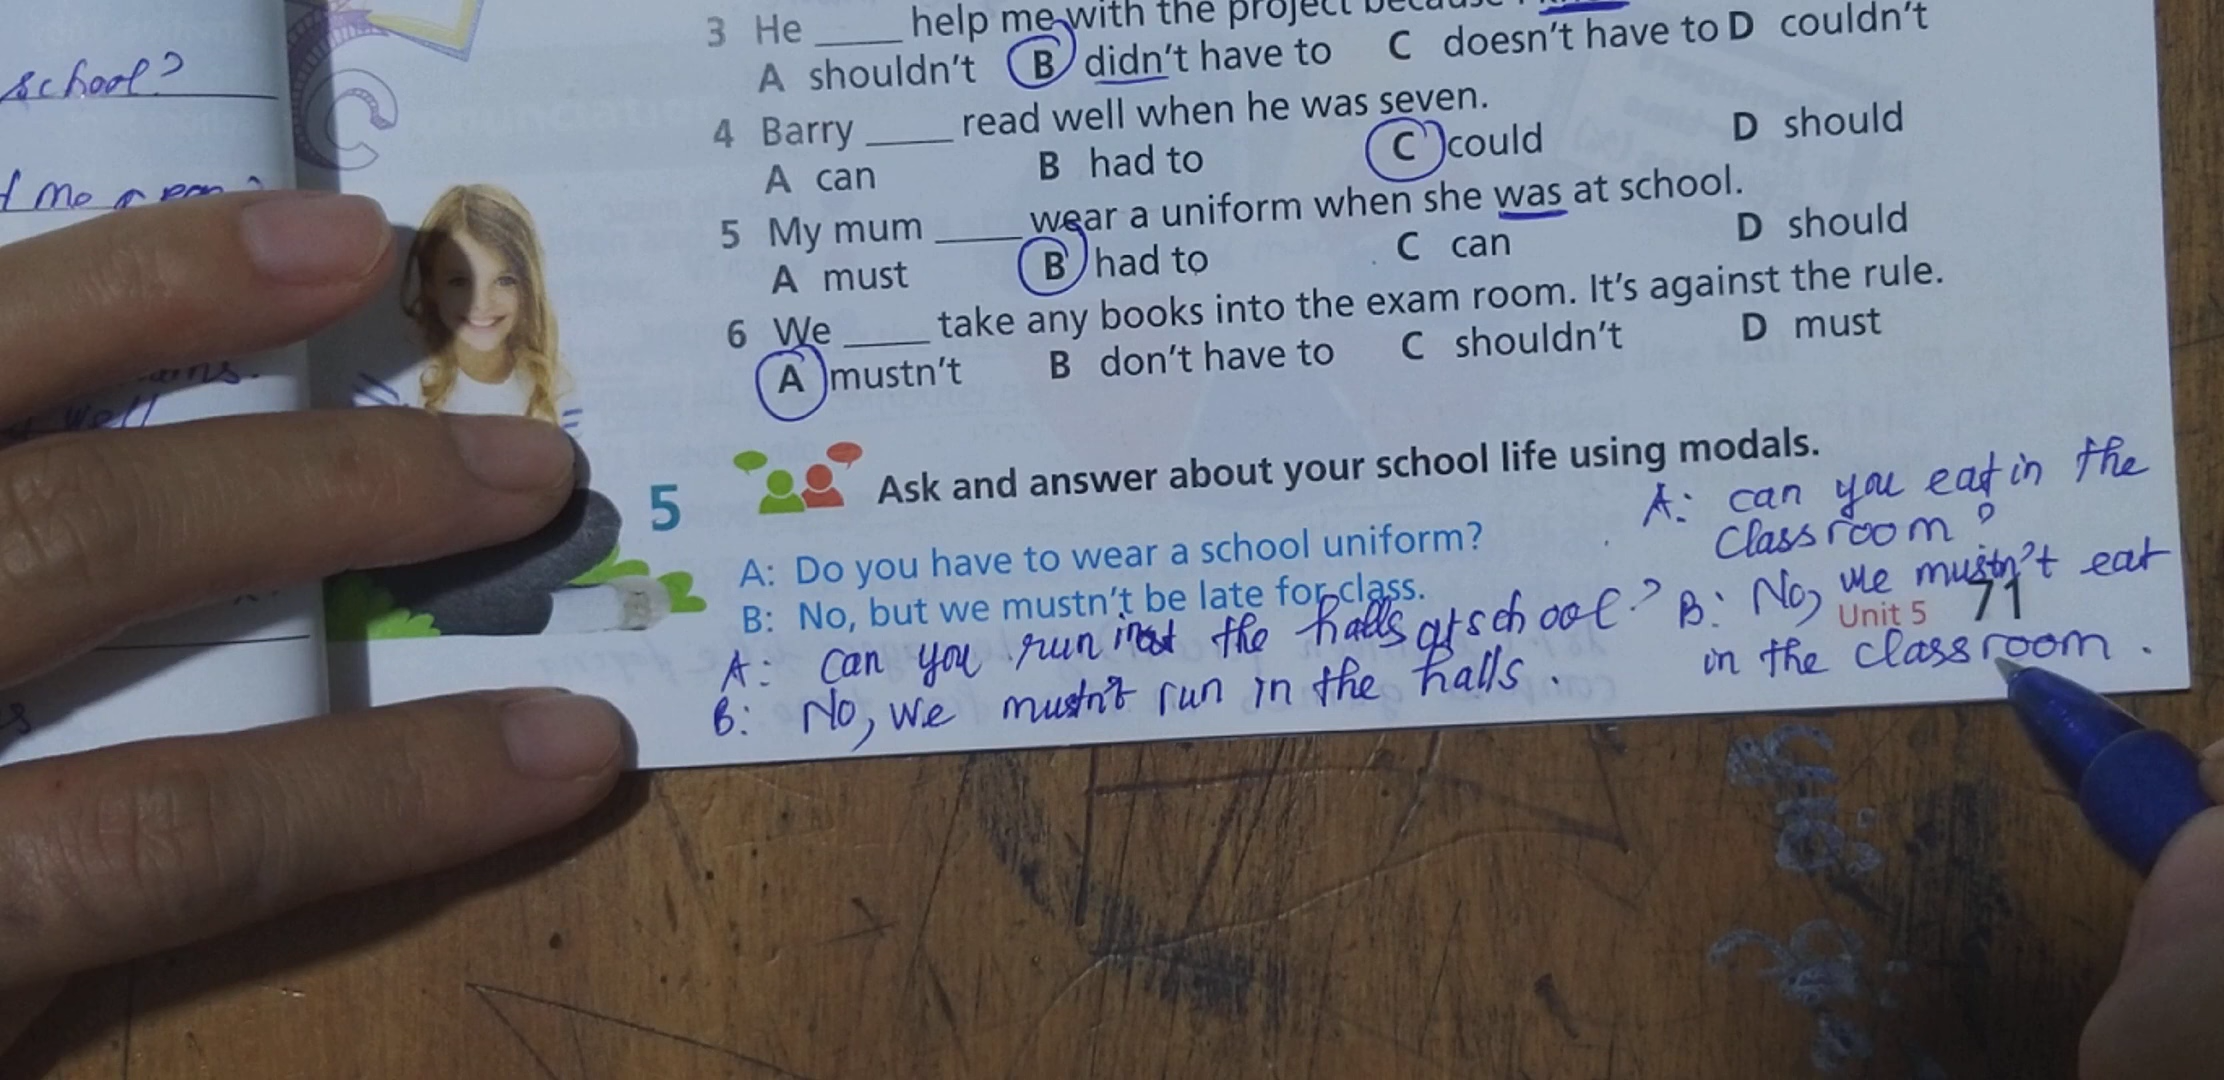 school?
3 He ____ help me with the project because I
A shouldn't B didn't have to C doesn't have to D couldn't
4 Barry ____ read well when he was seven.
A can B had to C could D should
5 My mum ____ wear a uniform when she was at school.
A must B had to C can D should
6 We ____ take any books into the exam room. It's against the rule.
A mustn't B don't have to C shouldn't D must
5 Ask and answer about your school life using modals.
A: Do you have to wear a school uniform?
B: No, but we mustn't be late for class.
A: can you run in the halls at school?
B: No, we mustn't run in the halls.
A: can you eat in the
classroom?
B: No, we mustn't eat
in the classroom.
Unit 5 71
well